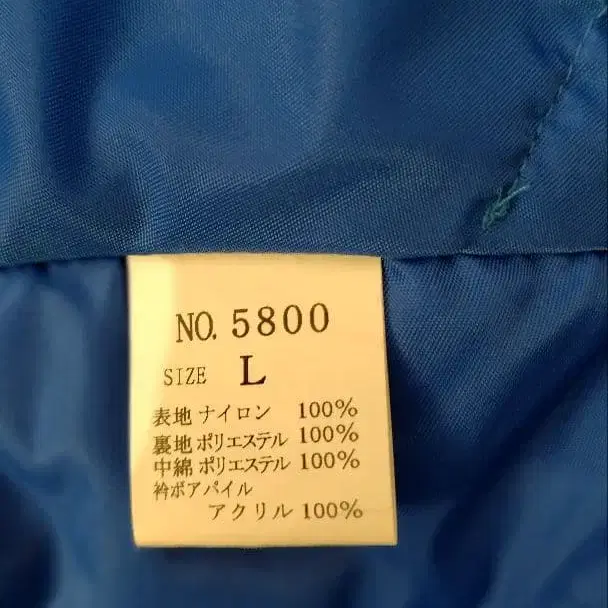 NO. 5800
SIZE L
表地 ナイロン 100%
裏地 ポリエステル 100%
中綿 ポリエステル 100%
衿ボアパイル
アクリル 100%